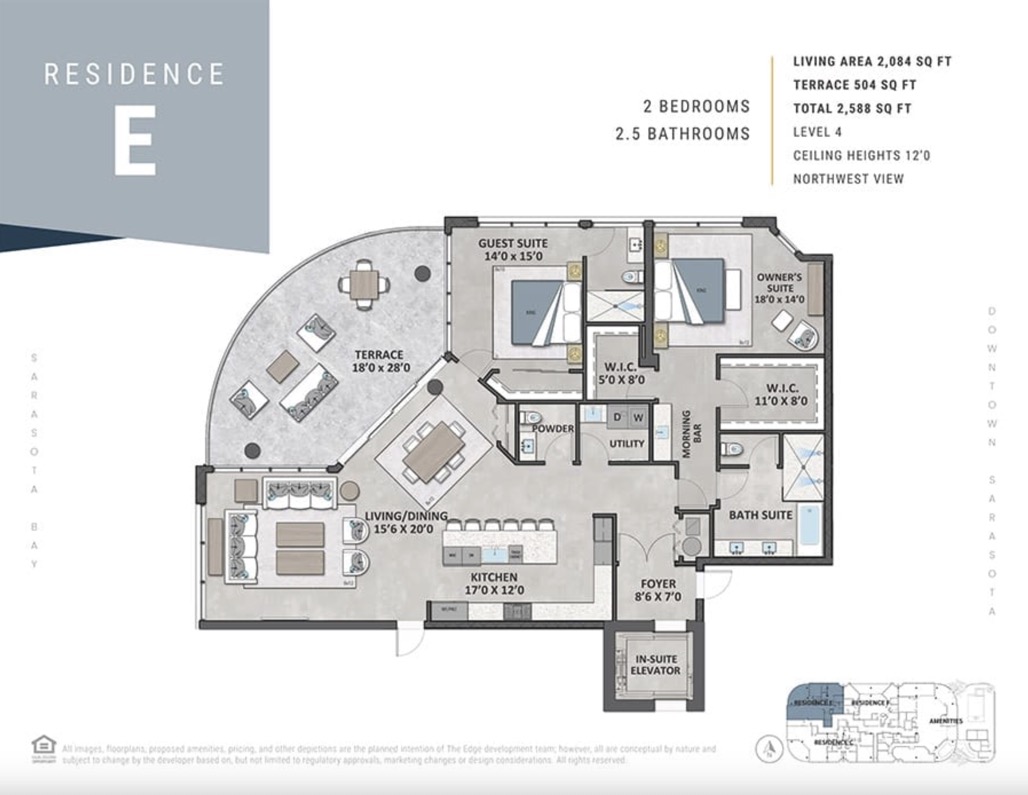 RESIDENCE
E
2 BEDROOMS
2.5 BATHROOMS
LIVING AREA 2,084 SQ FT
TERRACE 504 SQ FT
TOTAL 2,588 SQ FT
LEVEL 4
CEILING HEIGHTS 12'0
NORTHWEST VIEW
GUEST SUITE
14'0 x 15'0
KING
OWNER'S
SUITE
18'0 x 14'0
KING
TERRACE
18'0 x 28'0
W.I.C.
5'0 X 8'0
W.I.C.
11'0 X 8'0
POWDER
D W
UTILITY
MORNING
BAR
BATH SUITE
LIVING/DINING
15'6 X 20'0
KITCHEN
17'0 X 12'0
FOYER
8'6 X 7'0
IN-SUITE
ELEVATOR
SARASOTA BAY
DOWNTOWN SARASOTA
RESIDENCE E
RESIDENCE F
AMENITIES
RESIDENCE C
All images, floorplans, proposed amenities, pricing, and other depictions are the planned intention of The Edge development team; however, all are conceptual by nature and
subject to change by the developer based on, but not limited to regulatory approvals, marketing changes or design considerations. All rights reserved.